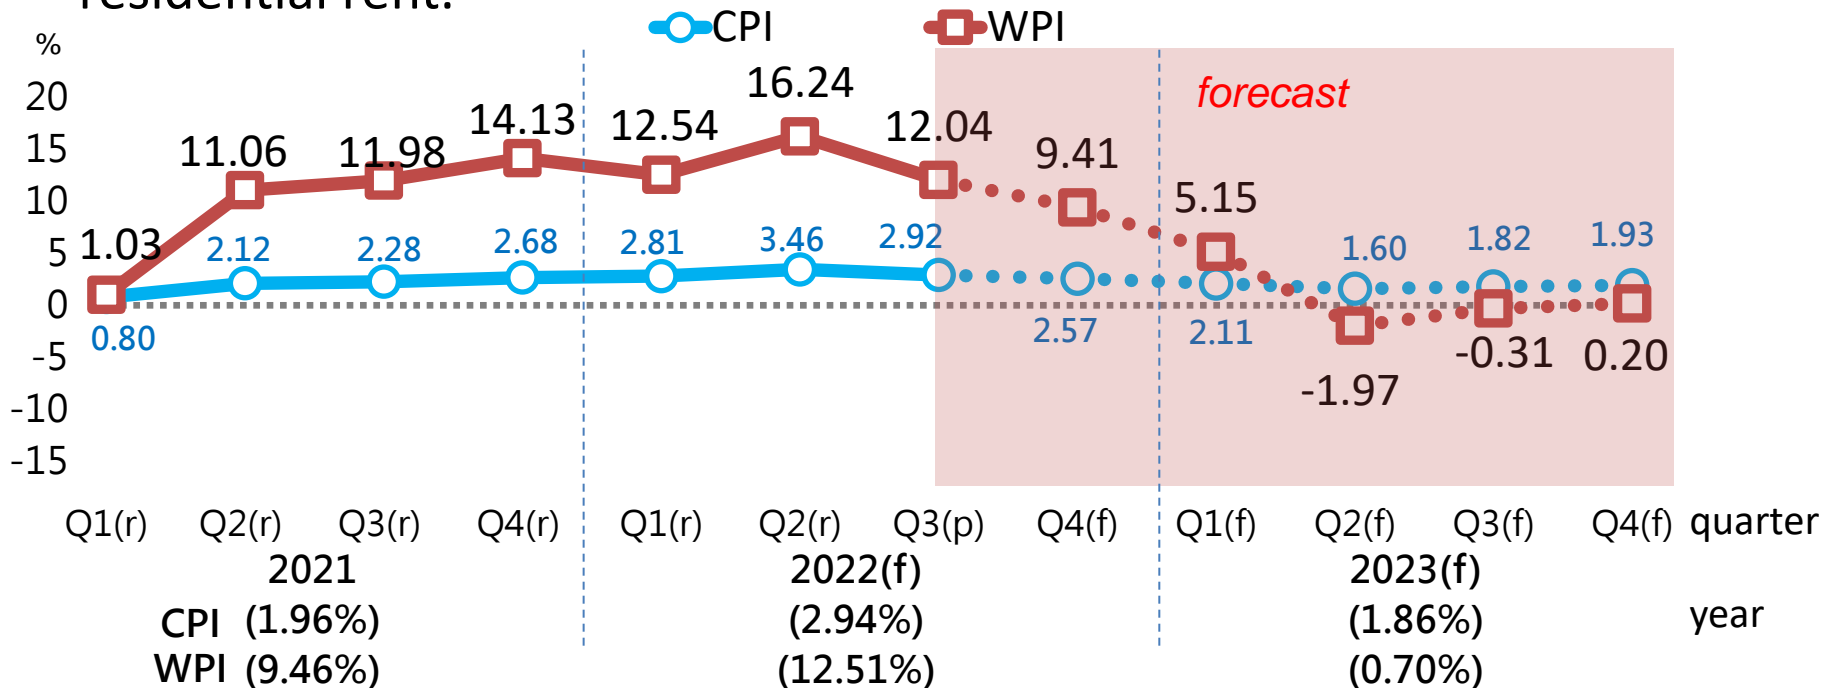 residential rent.
CPI WPI
%
forecast
20
15
10
5
0
-5
-10
-15
1.03 11.06 11.98 14.13 12.54 16.24 12.04 9.41 5.15 -1.97 -0.31 0.20
0.80 2.12 2.28 2.68 2.81 3.46 2.92 2.57 2.11 1.60 1.82 1.93
Q1(r) Q2(r) Q3(r) Q4(r) Q1(r) Q2(r) Q3(p) Q4(f) Q1(f) Q2(f) Q3(f) Q4(f) quarter
2021 2022(f) 2023(f)
CPI (1.96%) (2.94%) (1.86%) year
WPI (9.46%) (12.51%) (0.70%)